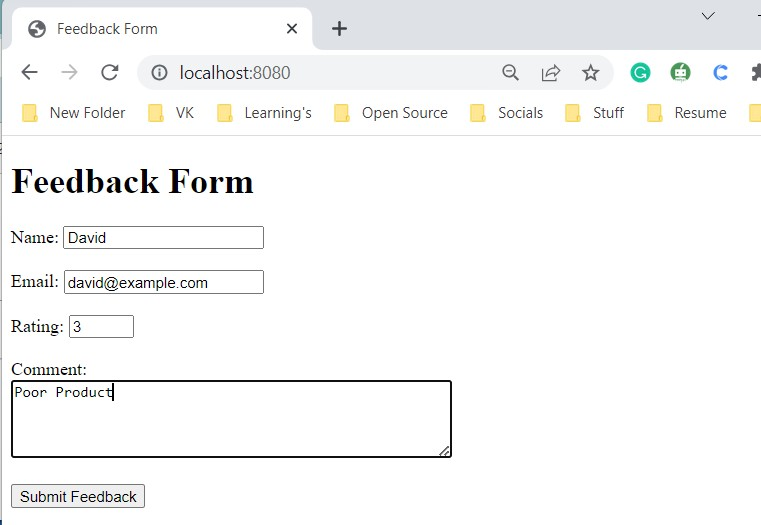 Feedback Form
localhost:8080
New Folder VK Learning's Open Source Socials Stuff Resume
Feedback Form
Name: David
Email: david@example.com
Rating: 3
Comment:
Poor Product
Submit Feedback